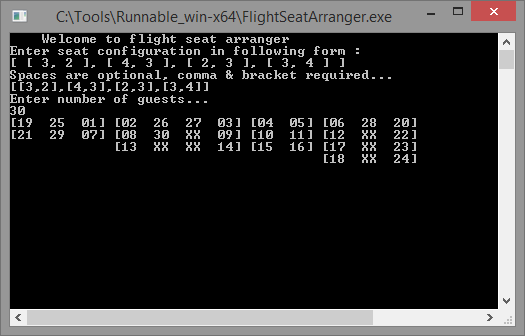 C:\Tools\Runnable_win-x64\FlightSeatArranger.exe
Welcome to flight seat arranger
Enter seat configuration in following form :
[ [ 3, 2 ], [ 4, 3 ], [ 2, 3 ], [ 3, 4 ] ]
Spaces are optional, comma & bracket required...
[[3,2],[4,3],[2,3],[3,4]]
Enter number of guests...
30
[19 25 01] [02 26 27 03] [04 05] [06 28 20]
[21 29 07] [08 30 XX 09] [10 11] [12 XX 22]
[13 XX XX 14] [15 16] [17 XX 23]
[18 XX 24]